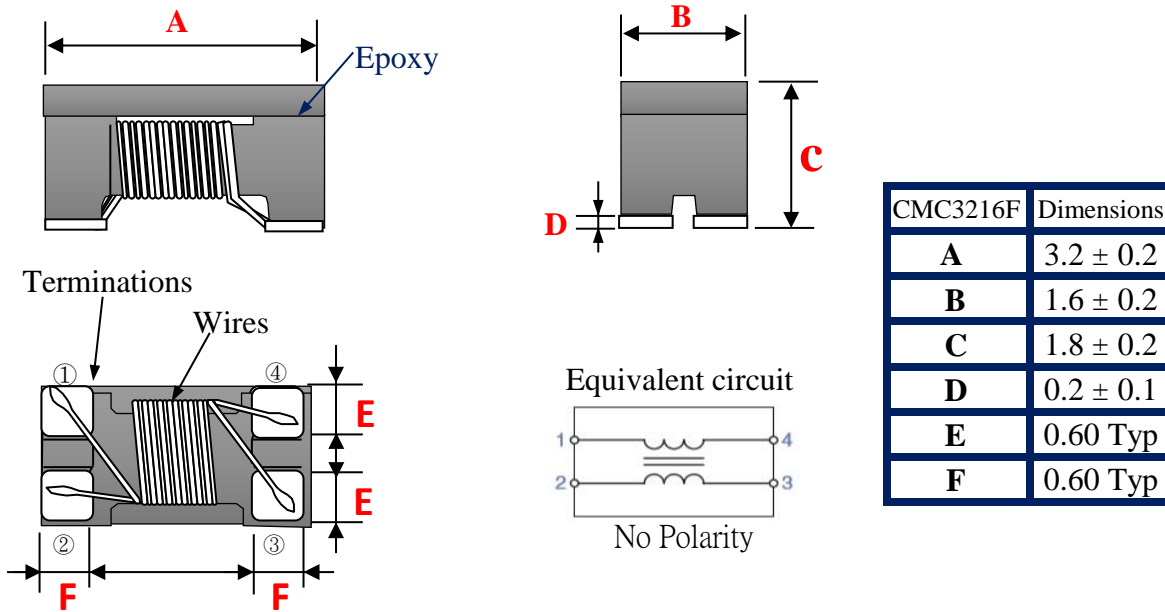 A
Epoxy
B
C
D
CMC3216F Dimensions
A 3.2 ± 0.2
B 1.6 ± 0.2
C 1.8 ± 0.2
D 0.2 ± 0.1
E 0.60 Typ
F 0.60 Typ
Terminations
Wires
① ④
E
E
② ③
F F
Equivalent circuit
1 4
2 3
No Polarity